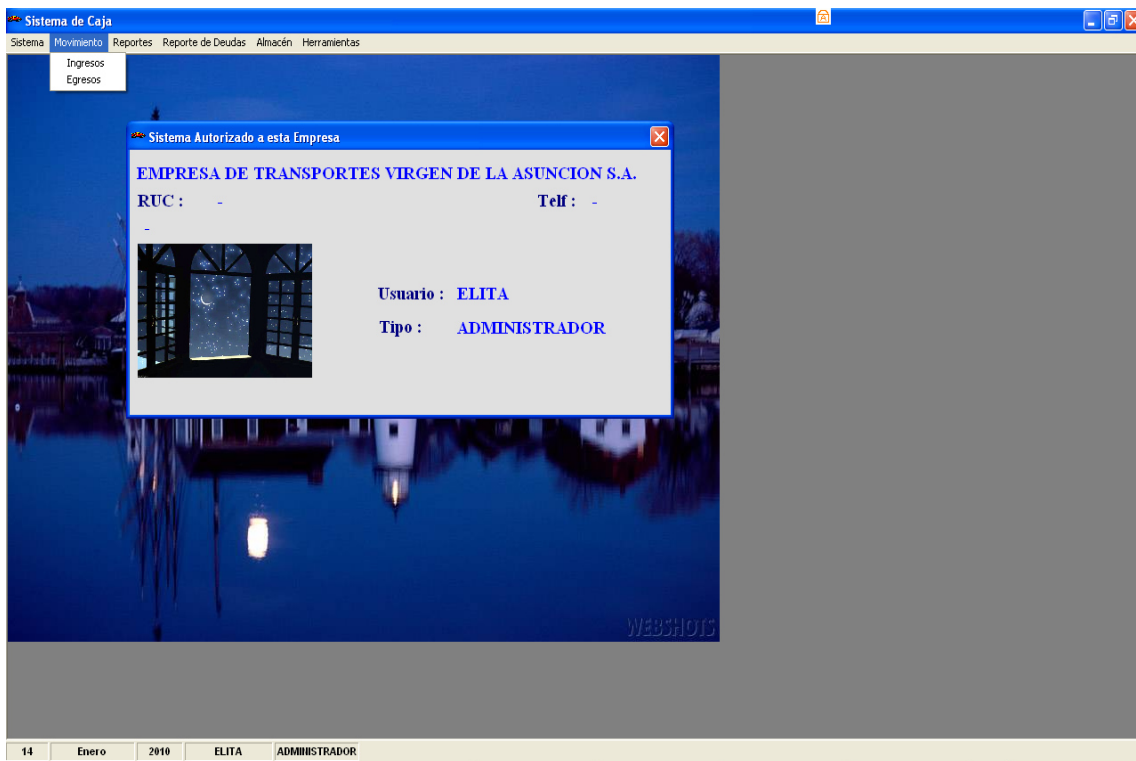 Sistema de Caja
Sistema Movimiento Reportes Reporte de Deudas Almacén Herramientas
Ingresos
Egresos
Sistema Autorizado a esta Empresa
EMPRESA DE TRANSPORTES VIRGEN DE LA ASUNCION S.A.
RUC : - Telf : -
-
Usuario : ELITA
Tipo : ADMINISTRADOR
WEBSHOTS
14 Enero 2010 ELITA ADMINISTRADOR